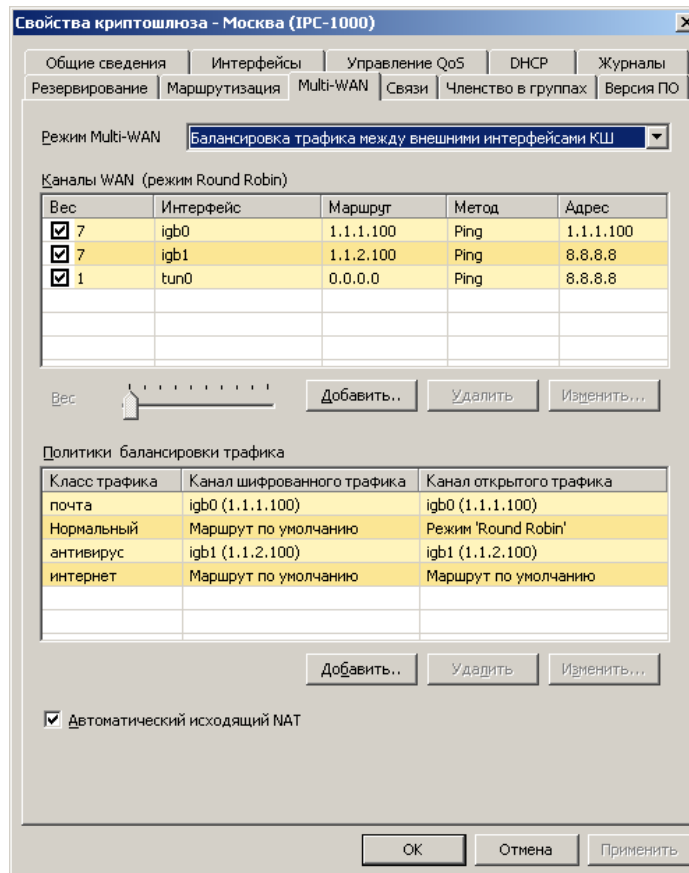 Свойства криптошлюза - Москва (IPC-1000)
Общие сведения Интерфейсы Управление QoS DHCP Журналы
Резервирование Маршрутизация Multi-WAN Связи Членство в группах Версия ПО
Режим Multi-WAN Балансировка трафика между внешними интерфейсами КШ
Каналы WAN (режим Round Robin)
Вес Интерфейс Маршрут Метод Адрес
7 igb0 1.1.1.100 Ping 1.1.1.100
7 igb1 1.1.2.100 Ping 8.8.8.8
1 tun0 0.0.0.0 Ping 8.8.8.8
Вес Добавить.. Удалить Изменить...
Политики балансировки трафика
Класс трафика Канал шифрованного трафика Канал открытого трафика
почта igb0 (1.1.1.100) igb0 (1.1.1.100)
Нормальный Маршрут по умолчанию Режим 'Round Robin'
антивирус igb1 (1.1.2.100) igb1 (1.1.2.100)
интернет Маршрут по умолчанию Маршрут по умолчанию
Добавить.. Удалить Изменить...
Автоматический исходящий NAT
OK Отмена Применить